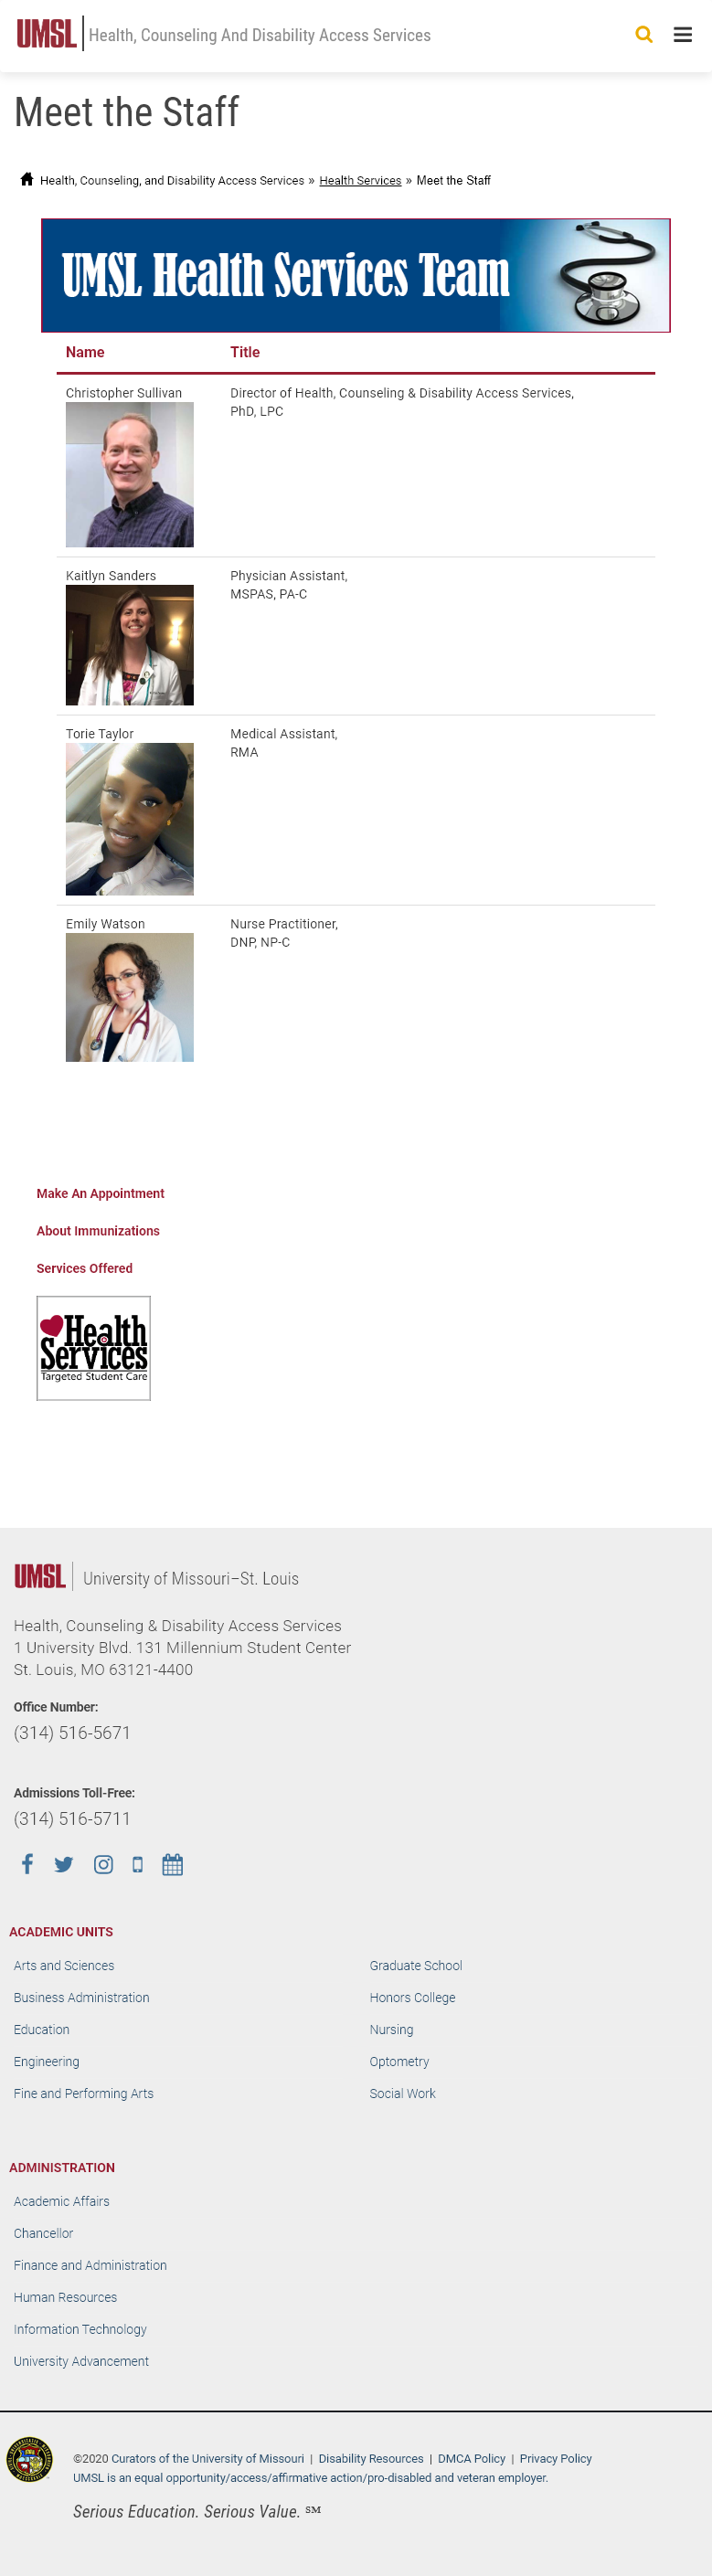 UMSL Health, Counseling And Disability Access Services
Meet the Staff
Health, Counseling, and Disability Access Services » Health Services » Meet the Staff
UMSL Health Services Team
Name Title
Christopher Sullivan Director of Health, Counseling & Disability Access Services,
PhD, LPC
Kaitlyn Sanders Physician Assistant,
MSPAS, PA-C
Torie Taylor Medical Assistant,
RMA
Emily Watson Nurse Practitioner,
DNP, NP-C
Make An Appointment
About Immunizations
Services Offered
Health
Services
Targeted Student Care
UMSL University of Missouri–St. Louis
Health, Counseling & Disability Access Services
1 University Blvd. 131 Millennium Student Center
St. Louis, MO 63121-4400
Office Number:
(314) 516-5671
Admissions Toll-Free:
(314) 516-5711
ACADEMIC UNITS
Arts and Sciences Graduate School
Business Administration Honors College
Education Nursing
Engineering Optometry
Fine and Performing Arts Social Work
ADMINISTRATION
Academic Affairs
Chancellor
Finance and Administration
Human Resources
Information Technology
University Advancement
©2020 Curators of the University of Missouri | Disability Resources | DMCA Policy | Privacy Policy
UMSL is an equal opportunity/access/affirmative action/pro-disabled and veteran employer.
Serious Education. Serious Value. ℠